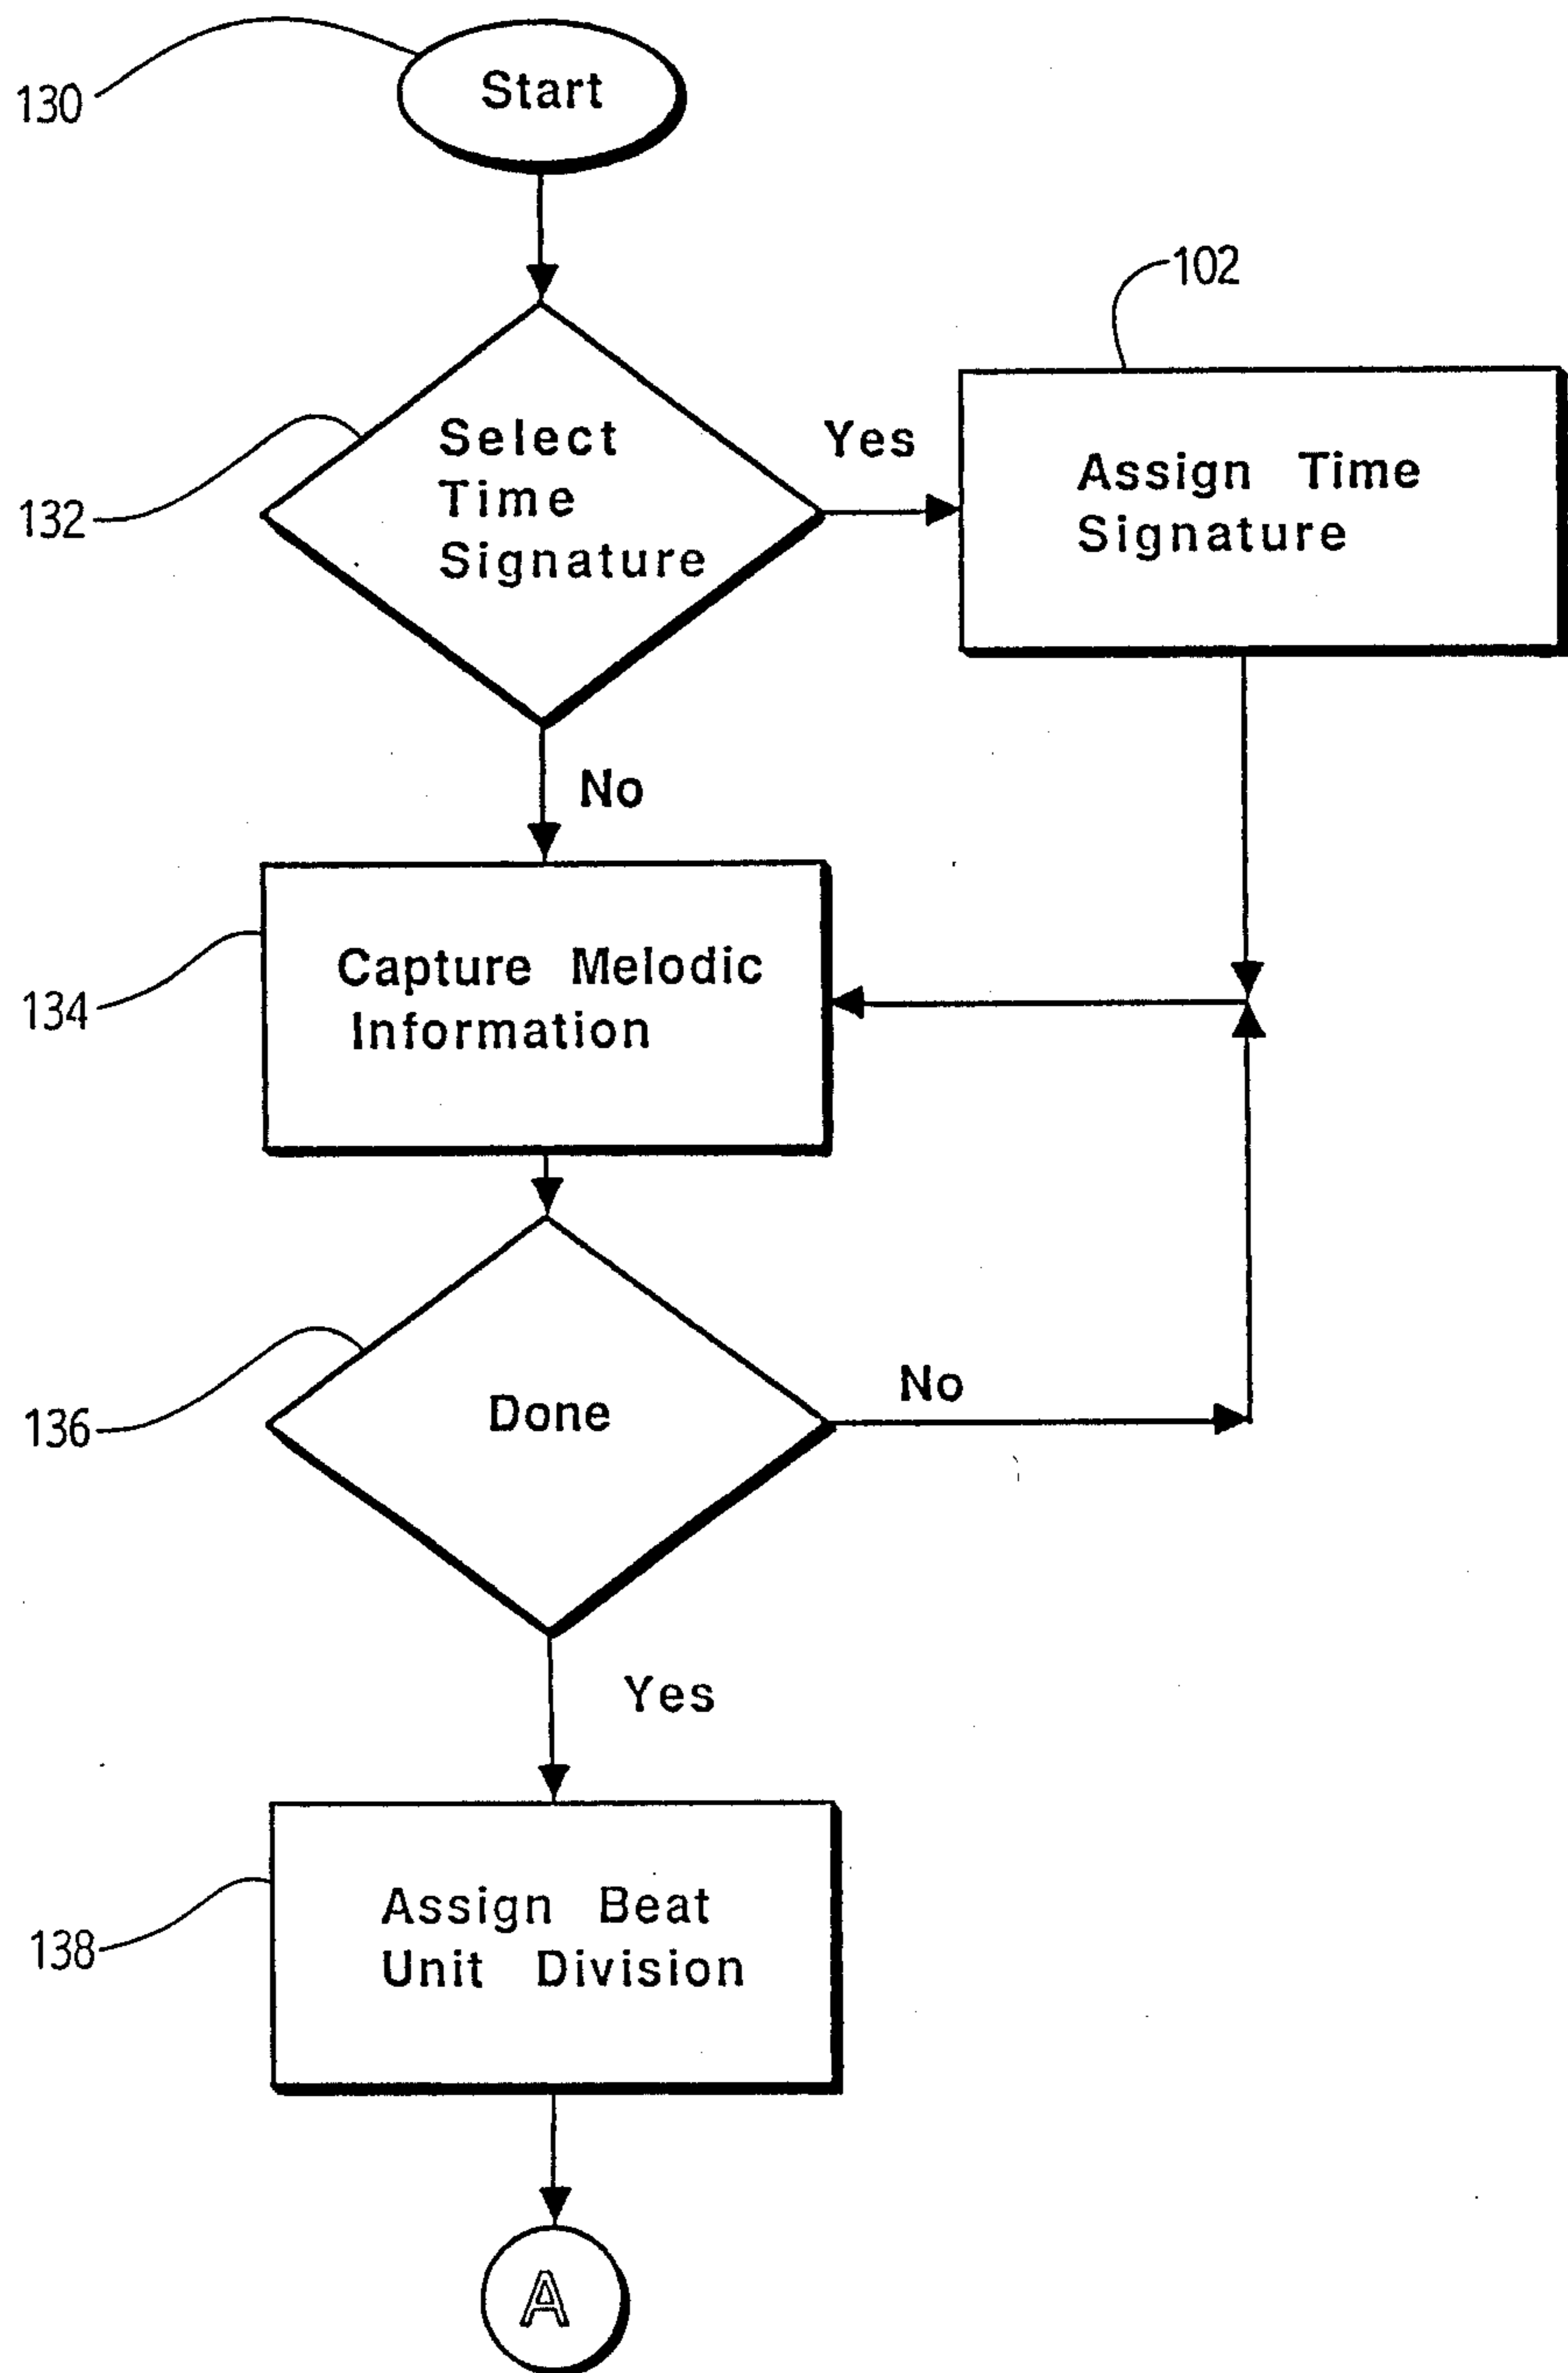 130
Start
102
132
Select
Time
Signature
Yes
Assign Time
Signature
No
134
Capture Melodic
Information
136
Done
No
Yes
138
Assign Beat
Unit Division
A